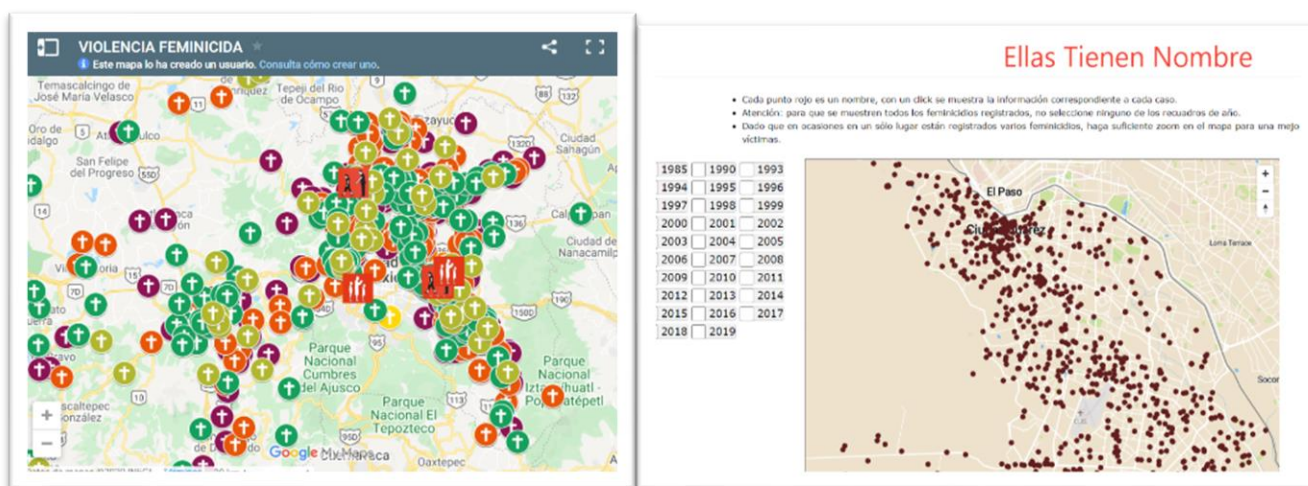 VIOLENCIA FEMINICIDA
Este mapa lo ha creado un usuario. Consulta cómo crear uno.
Temascalcingo de
José María Velasco
Tepeji del Río
de Ocampo
San Felipe
del Progreso
Ciudad
Sahagún
Ciudad de
Nanacamilp
Parque
Nacional
Cumbres
del Ajusco
Parque
Nacional El
Tepozteco
Parque
Nacional
Google My Maps
Oaxtepec
Ellas Tienen Nombre
Cada punto rojo es un nombre, con un click se muestra la información correspondiente a cada caso.
Atención: para que se muestren todos los feminicidios registrados, no seleccione ninguno de los recuadros de año.
Dado que en ocasiones en un sólo lugar están registrados varios feminicidios, haga suficiente zoom en el mapa para una mejo
víctimas.
1985 1990 1993
1994 1995 1996
1997 1998 1999
2000 2001 2002
2003 2004 2005
2006 2007 2008
2009 2010 2011
2012 2013 2014
2015 2016 2017
2018 2019
El Paso
Loma Terrace
Socor